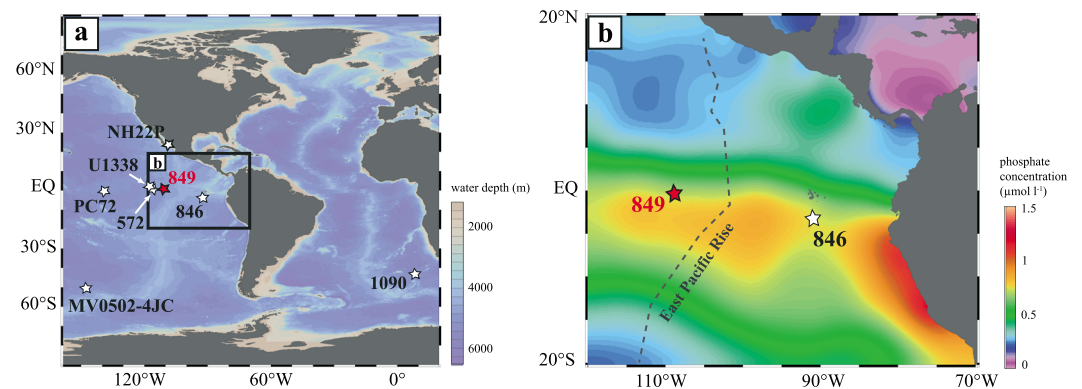 a
60°N
30°N
EQ
30°S
60°S
120°W
60°W
0°
NH22P
U1338
b
849
PC72
572
846
1090
MV0502-4JC
water depth (m)
2000
4000
6000
b
20°N
EQ
20°S
110°W
90°W
70°W
849
846
East Pacific Rise
phosphate
concentration
(µmol l⁻¹)
1.5
1
0.5
0